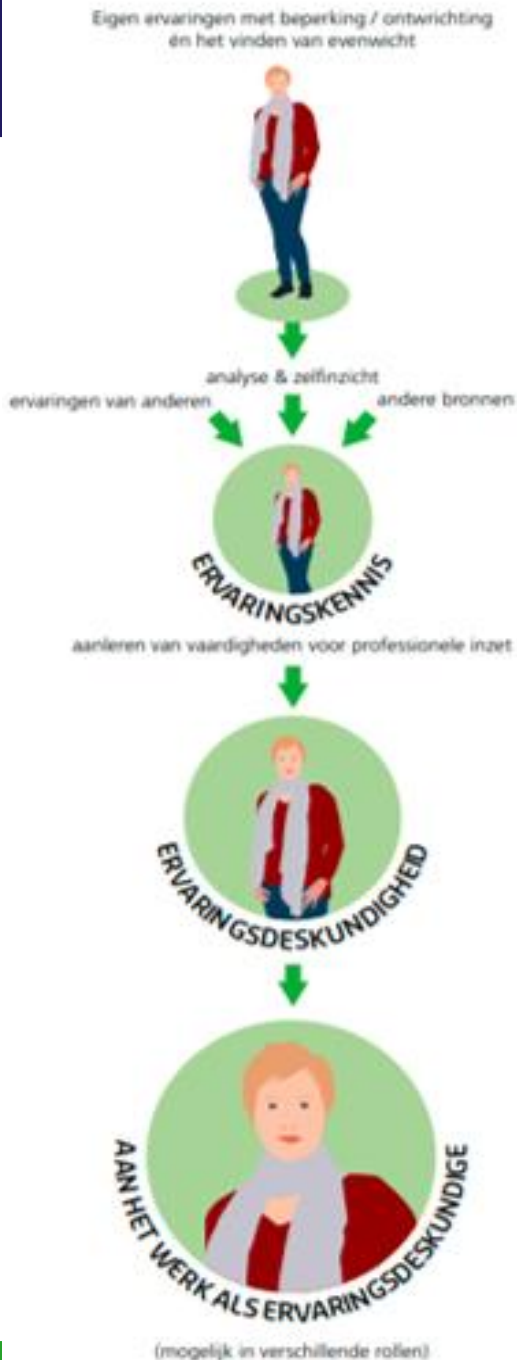 Eigen ervaringen met beperking / ontwrichting
én het vinden van evenwicht
analyse & zelfinzicht
ervaringen van anderen
andere bronnen
ERVARINGSKENNIS
aanleren van vaardigheden voor professionele inzet
ERVARINGSDESKUNDIGHEID
AAN HET WERK ALS ERVARINGSDESKUNDIGE
(mogelijk in verschillende rollen)